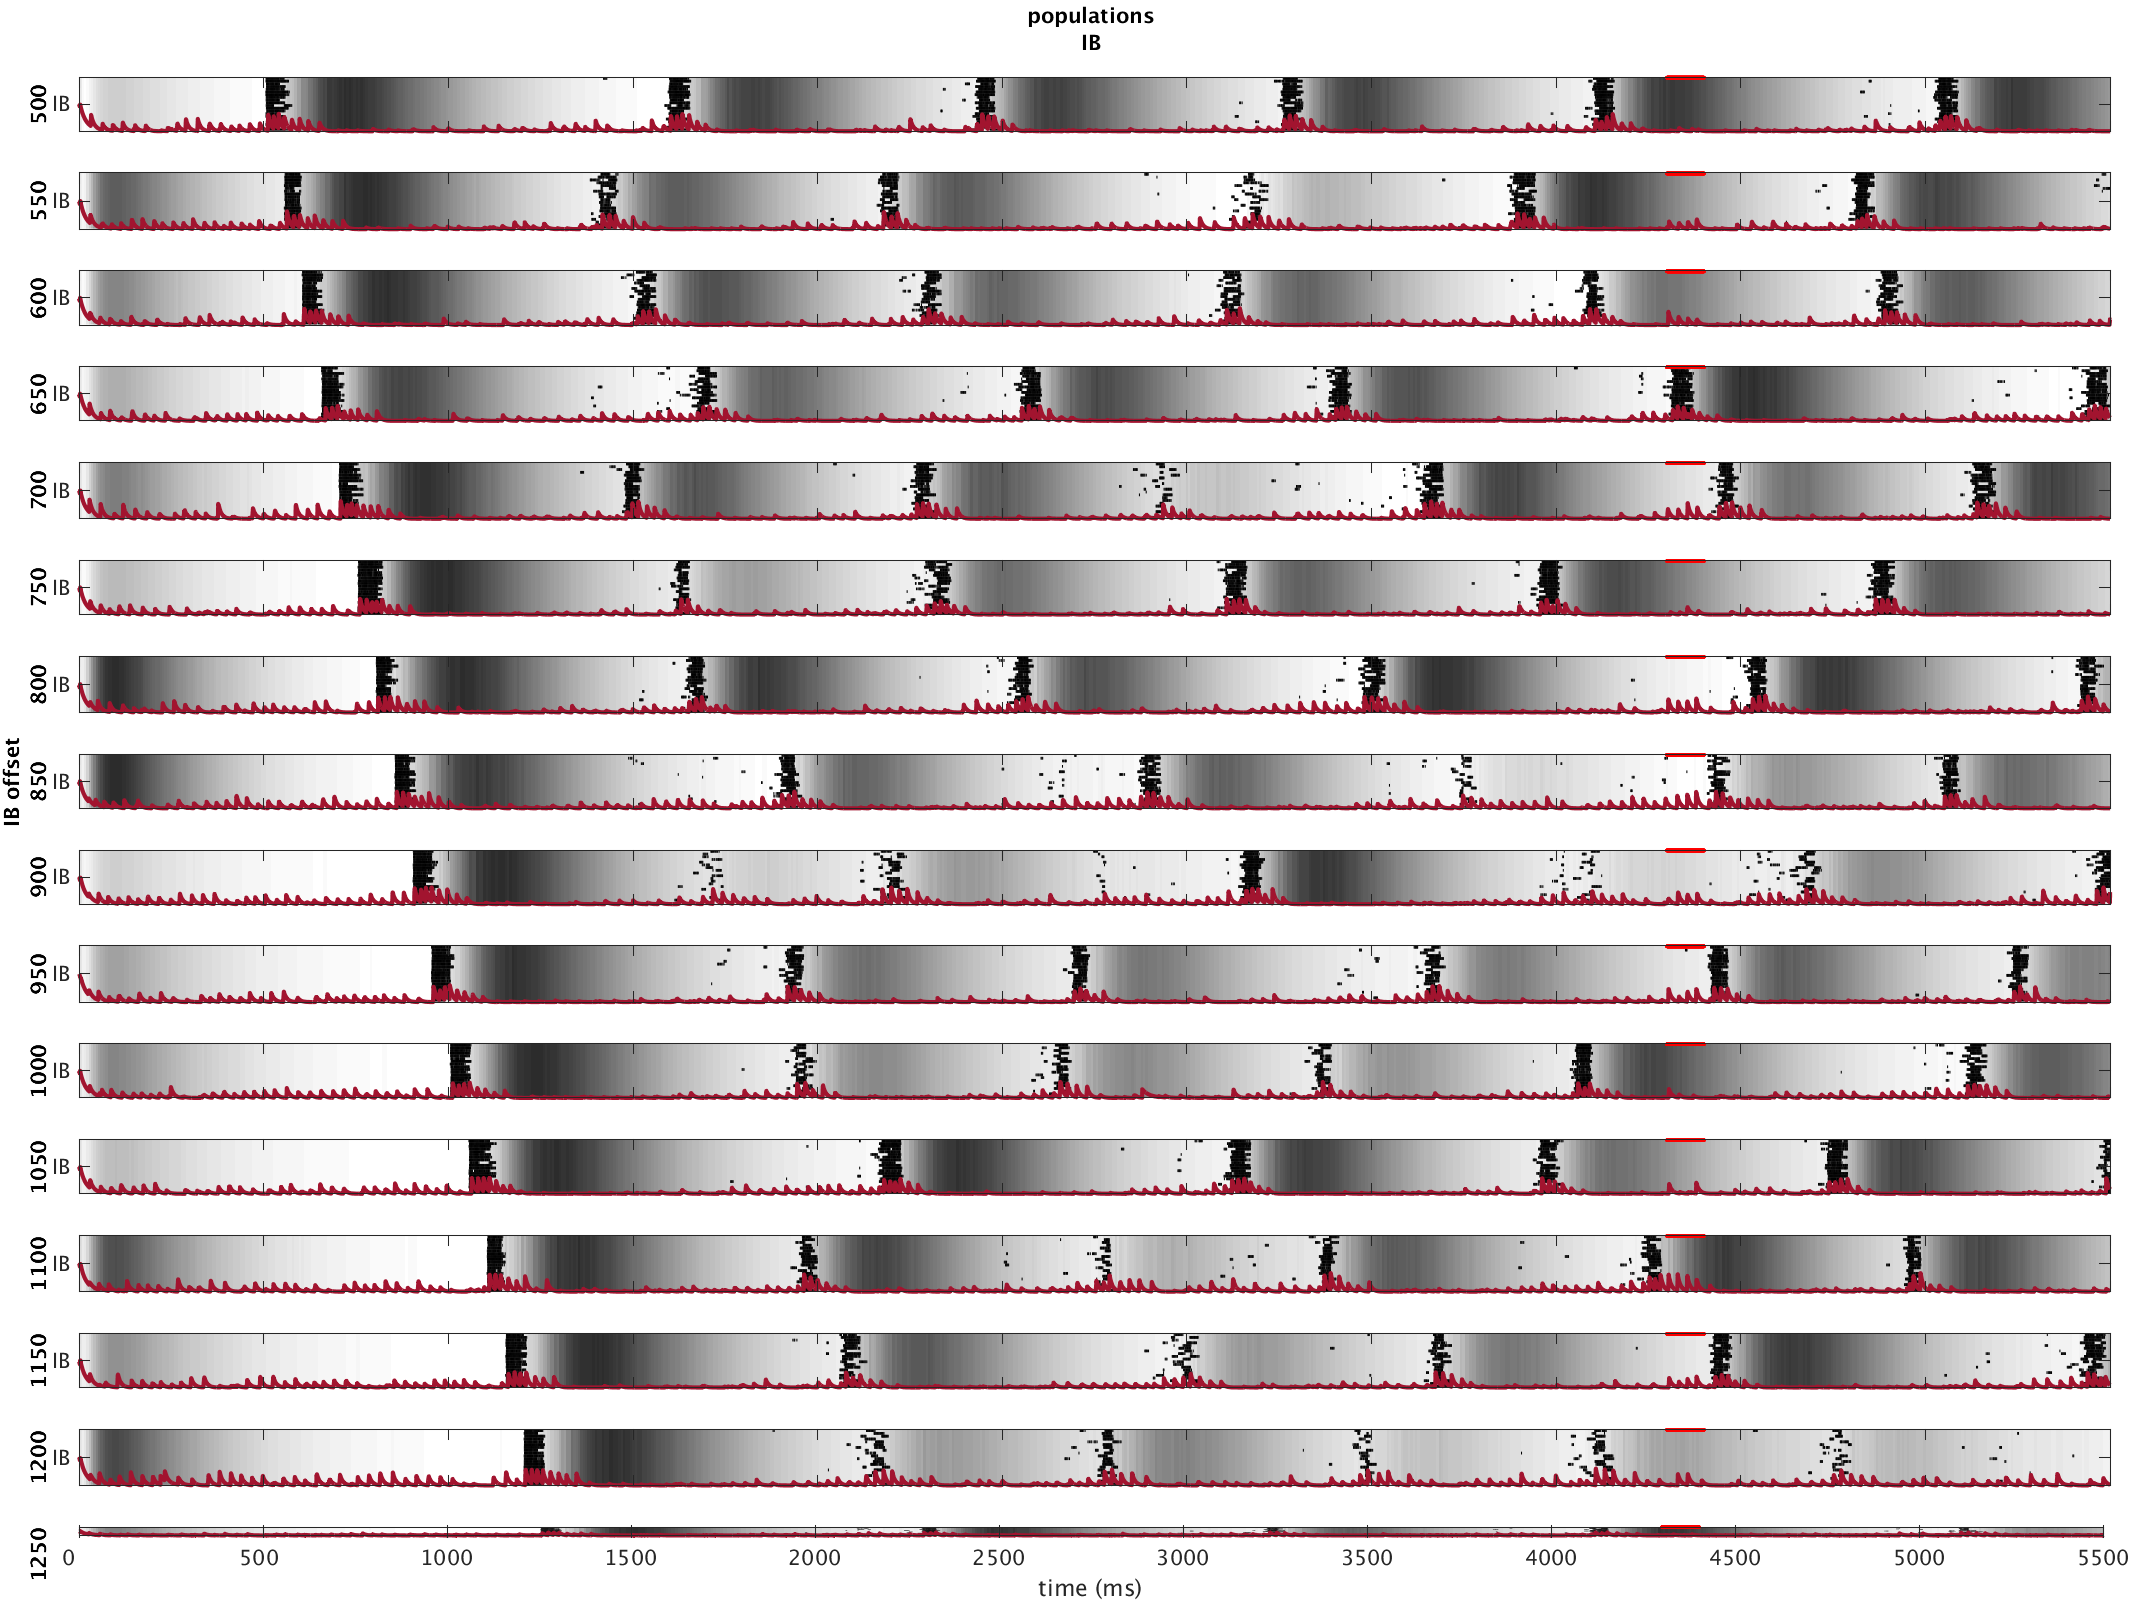 populations
IB
IB offset
500 IB
550 IB
600 IB
650 IB
700 IB
750 IB
800 IB
850 IB
900 IB
950 IB
1000 IB
1050 IB
1100 IB
1150 IB
1200 IB
1250
0 500 1000 1500 2000 2500 3000 3500 4000 4500 5000 5500
time (ms)